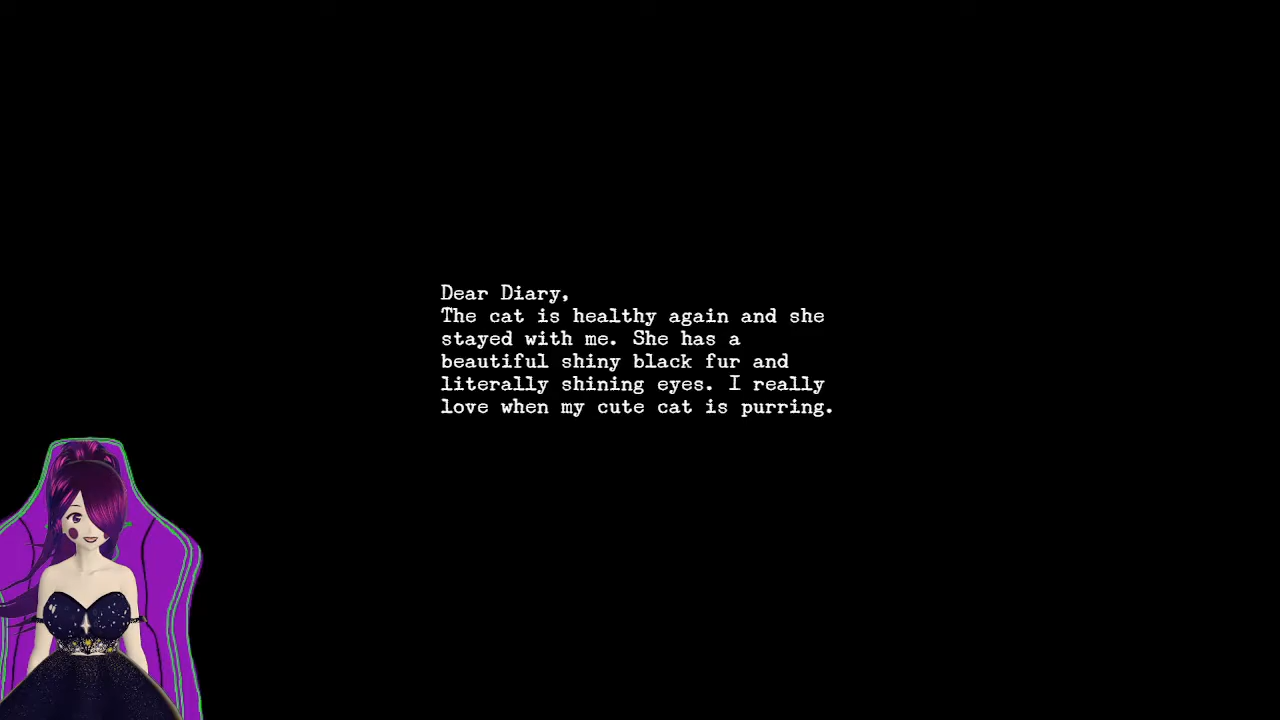 Dear Diary,
The cat is healthy again and she
stayed with me. She has a
beautiful shiny black fur and
literally shining eyes. I really
love when my cute cat is purring.